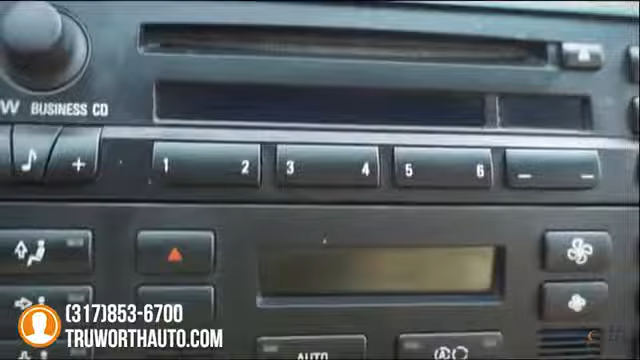 W BUSINESS CD
+ 1 2 3 4 5 6 — —
(317)853-6700
AUTO
TRUWORTHAUTO.COM